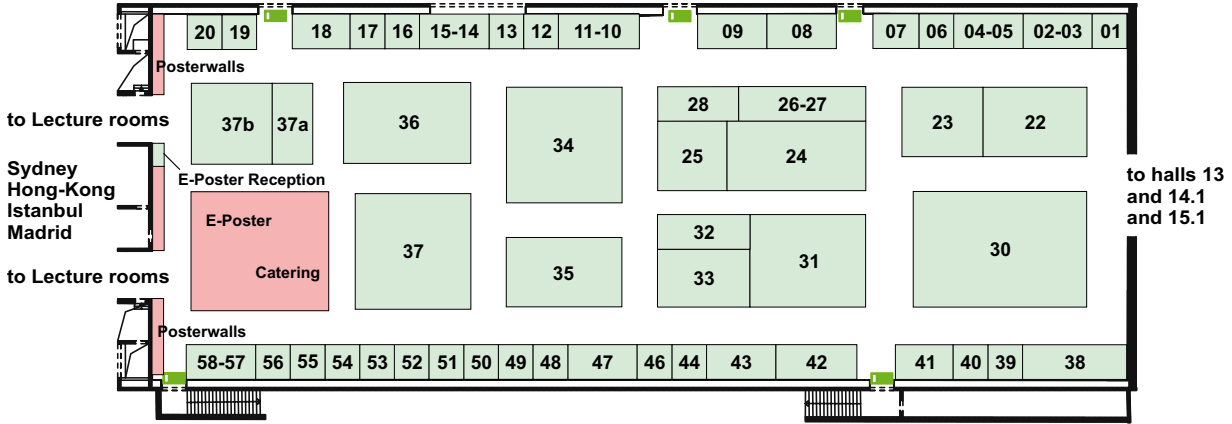 20 19 18 17 16 15-14 13 12 11-10 09 08 07 06 04-05 02-03 01
Posterwalls
to Lecture rooms
37b 37a 36 34 28 26-27 25 24 23 22
Sydney
Hong-Kong
Istanbul
Madrid
E-Poster Reception
E-Poster
Catering
to Lecture rooms
37 35 32 33 31 30
to halls 13
and 14.1
and 15.1
Posterwalls
58-57 56 55 54 53 52 51 50 49 48 47 46 44 43 42 41 40 39 38